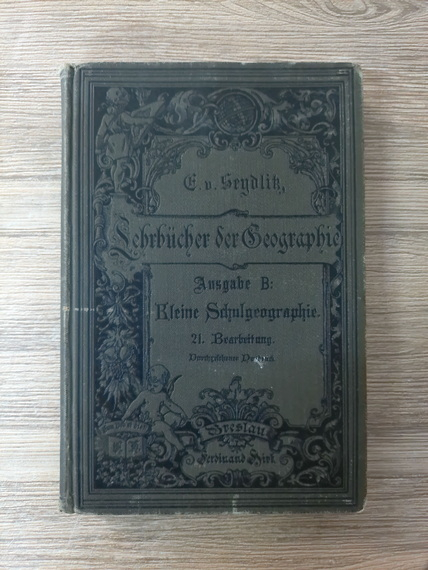 E. v. Seydlitz,
Lehrbücher der Geographie
Ausgabe B:
Kleine Schulgeographie.
21. Bearbeitung.
Breslau
Ferdinand Hirt.